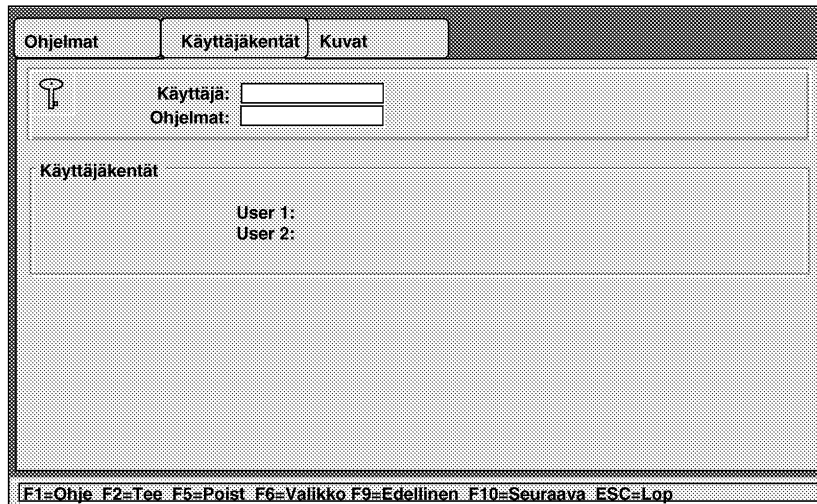 Ohjelmat Käyttäjäkentät Kuvat
Käyttäjä:
Ohjelmat:
Käyttäjäkentät
User 1:
User 2:
F1=Ohje F2=Tee F5=Poist F6=Valikko F9=Edellinen F10=Seuraava ESC=Lop